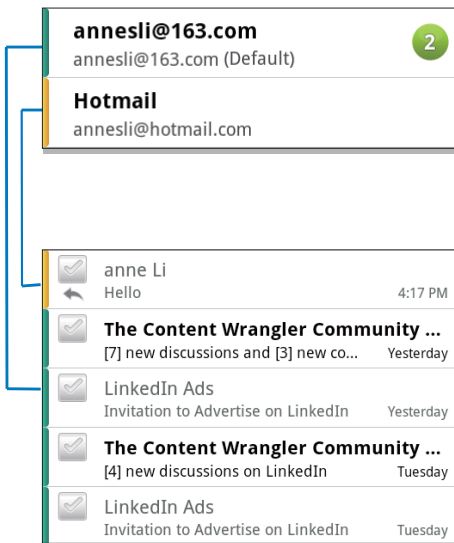 annesli@163.com
annesli@163.com (Default)
2
Hotmail
annesli@hotmail.com
anne Li
Hello
4:17 PM
The Content Wrangler Community ...
[7] new discussions and [3] new co...
Yesterday
LinkedIn Ads
Invitation to Advertise on LinkedIn
Yesterday
The Content Wrangler Community ...
[4] new discussions on LinkedIn
Tuesday
LinkedIn Ads
Invitation to Advertise on LinkedIn
Tuesday